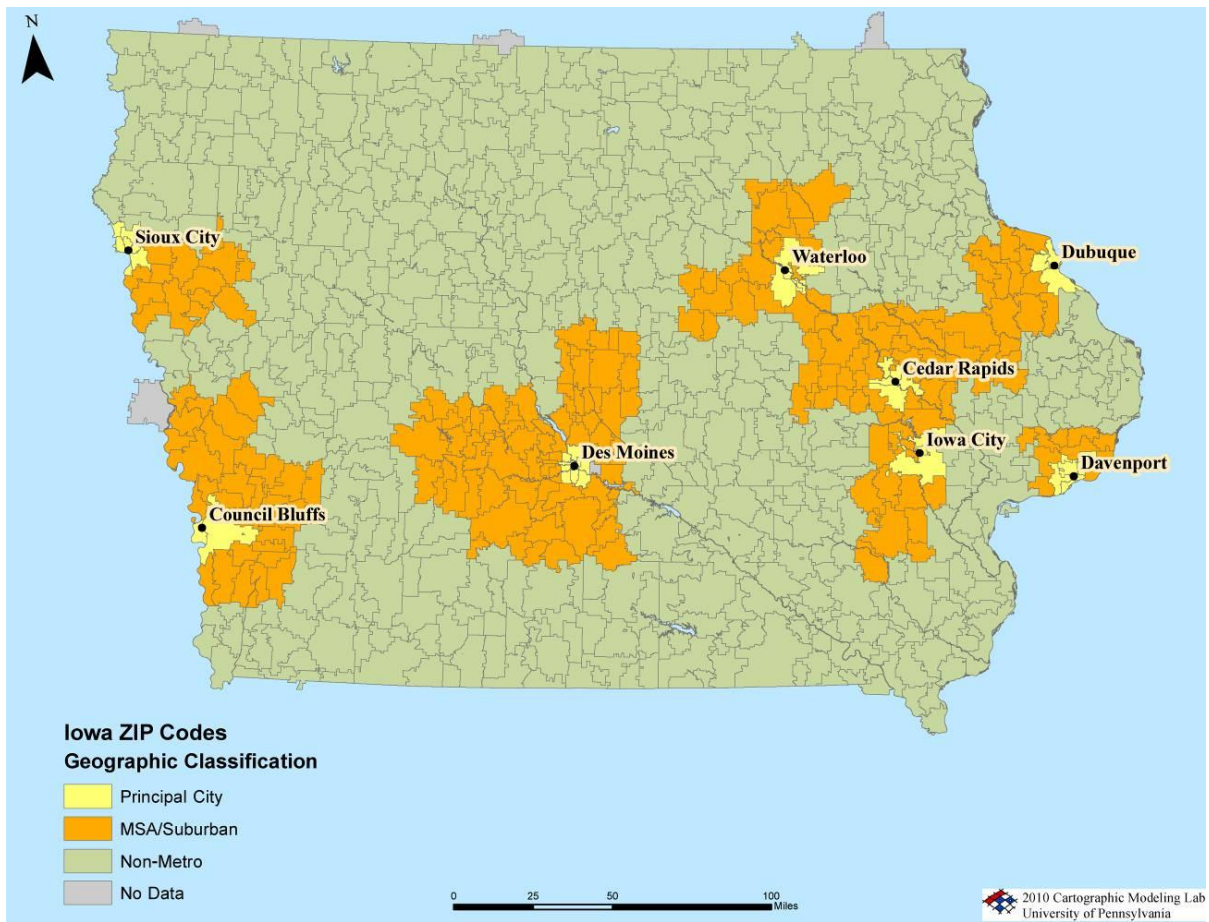 N
Sioux City
Waterloo
Dubuque
Cedar Rapids
Iowa City
Des Moines
Davenport
Council Bluffs
Iowa ZIP Codes
Geographic Classification
Principal City
MSA/Suburban
Non-Metro
No Data
0 25 50 100
Miles
2010 Cartographic Modeling Lab
University of Pennsylvania